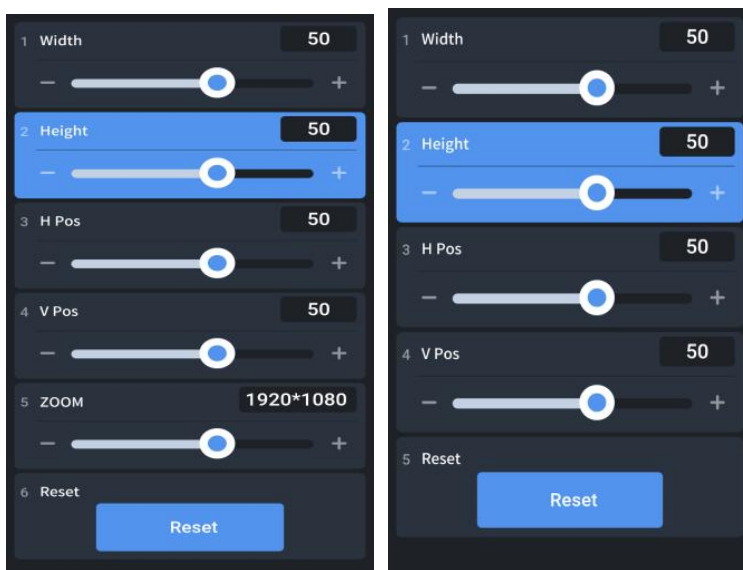 1 Width 50
− +
2 Height 50
− +
3 H Pos 50
− +
4 V Pos 50
− +
5 ZOOM 1920*1080
− +
6 Reset
Reset
1 Width 50
− +
2 Height 50
− +
3 H Pos 50
− +
4 V Pos 50
− +
5 Reset
Reset